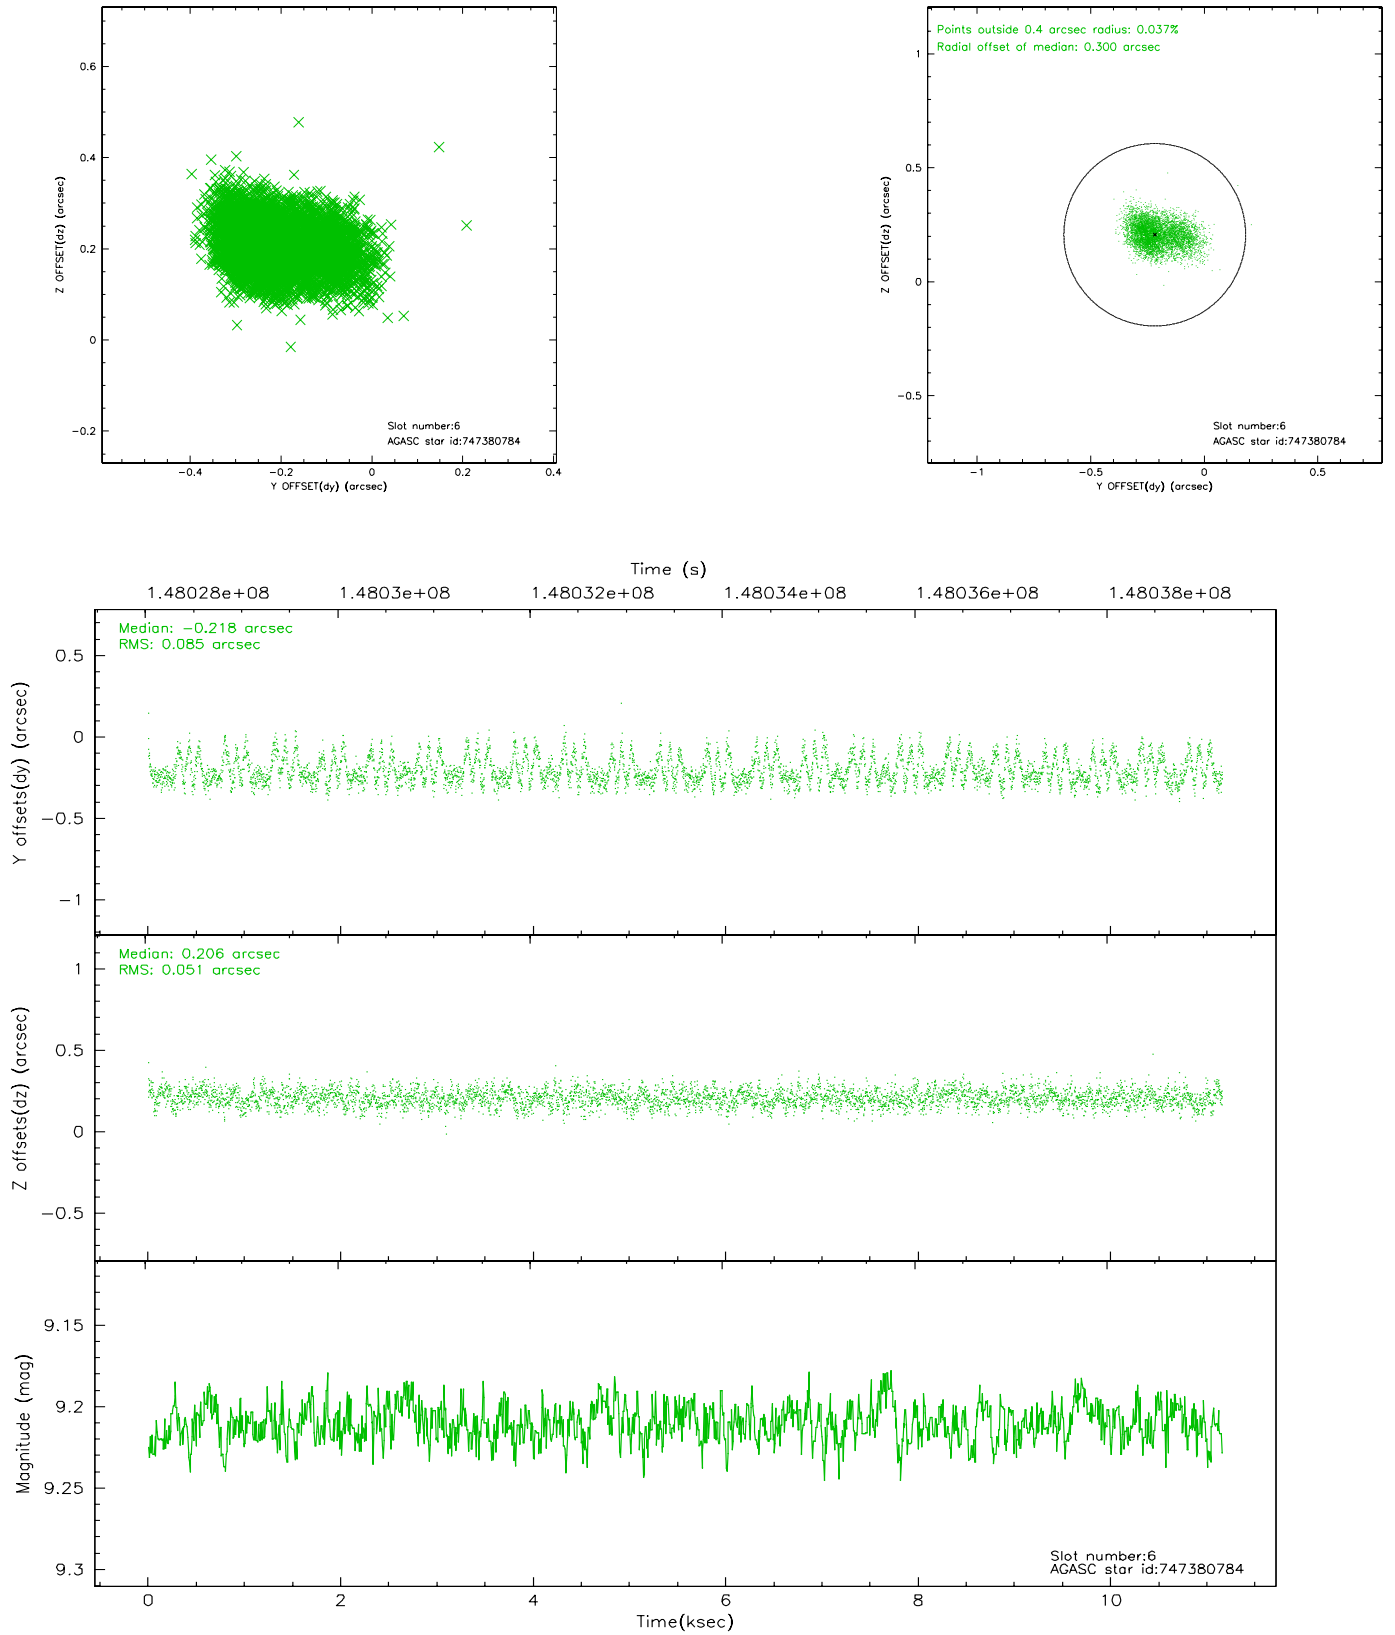 0.6
0.4
0.2
0
−0.2
Z OFFSET(dz) (arcsec)
Slot number:6
AGASC star id:747380784
−0.4 −0.2 0 0.2 0.4
Y OFFSET(dy) (arcsec)
Points outside 0.4 arcsec radius: 0.037%
Radial offset of median: 0.300 arcsec
1
0.5
0
−0.5
Z OFFSET(dz) (arcsec)
Slot number:6
AGASC star id:747380784
−1 −0.5 0 0.5
Y OFFSET(dy) (arcsec)
Time (s)
1.48028e+08 1.4803e+08 1.48032e+08 1.48034e+08 1.48036e+08 1.48038e+08
Median: −0.218 arcsec
RMS: 0.085 arcsec
0.5
0
−0.5
−1
Y offsets(dy) (arcsec)
Median: 0.206 arcsec
RMS: 0.051 arcsec
1
0.5
0
−0.5
Z offsets(dz) (arcsec)
9.15
9.2
9.25
9.3
Magnitude (mag)
Slot number:6
AGASC star id:747380784
0 2 4 6 8 10
Time(ksec)